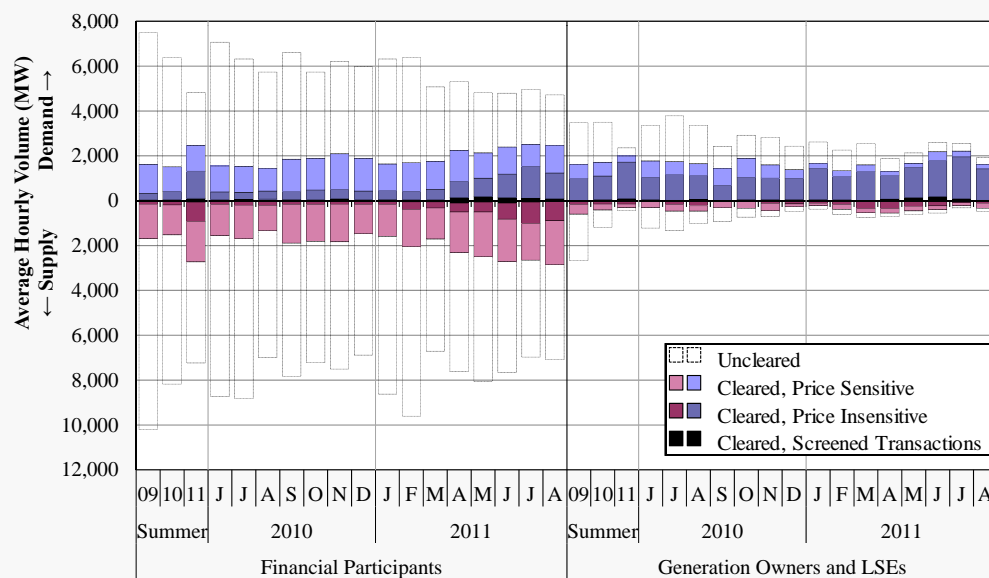 Average Hourly Volume (MW)
← Supply    Demand →
8,000
6,000
4,000
2,000
0
2,000
4,000
6,000
8,000
10,000
12,000
Uncleared
Cleared, Price Sensitive
Cleared, Price Insensitive
Cleared, Screened Transactions
09 10 11 J J A S O N D J F M A M J J A 09 10 11 J J A S O N D J F M A M J J A
Summer 2010 2011 Summer 2010 2011
Financial Participants Generation Owners and LSEs